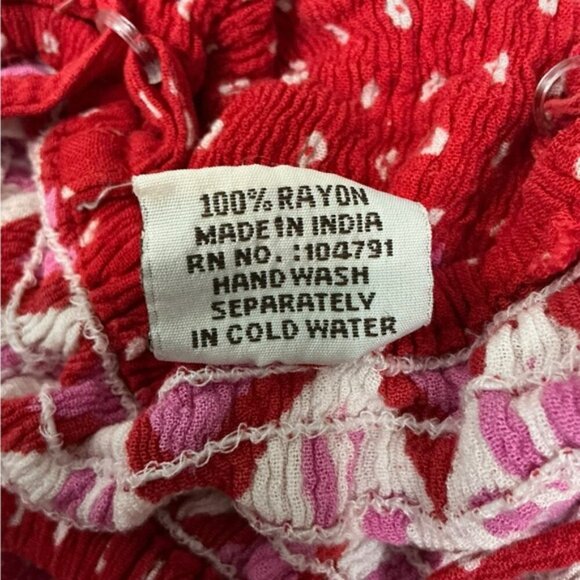 100% RAYON
MADE IN INDIA
RN NO. :104791
HAND WASH
SEPARATELY
IN COLD WATER